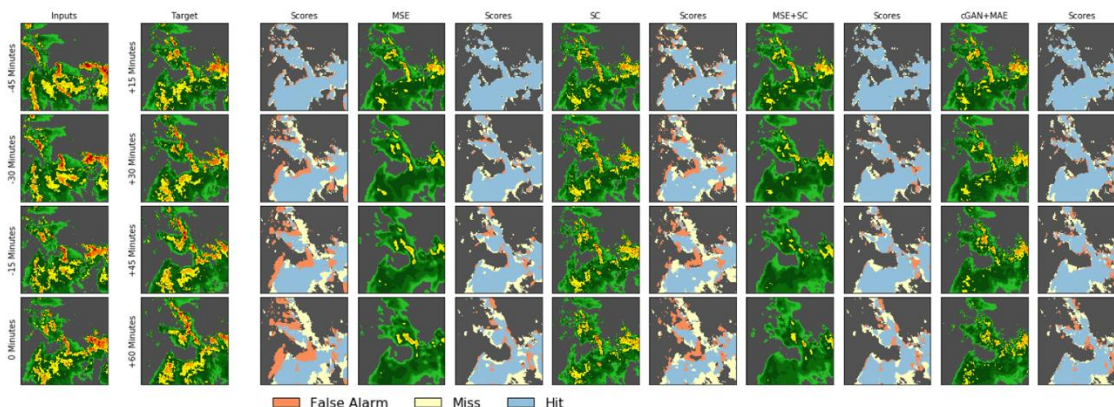 Inputs Target Scores MSE Scores SC Scores MSE+SC Scores cGAN+MAE Scores
-45 Minutes +15 Minutes
-30 Minutes +30 Minutes
-15 Minutes +45 Minutes
0 Minutes +60 Minutes
False Alarm Miss Hit